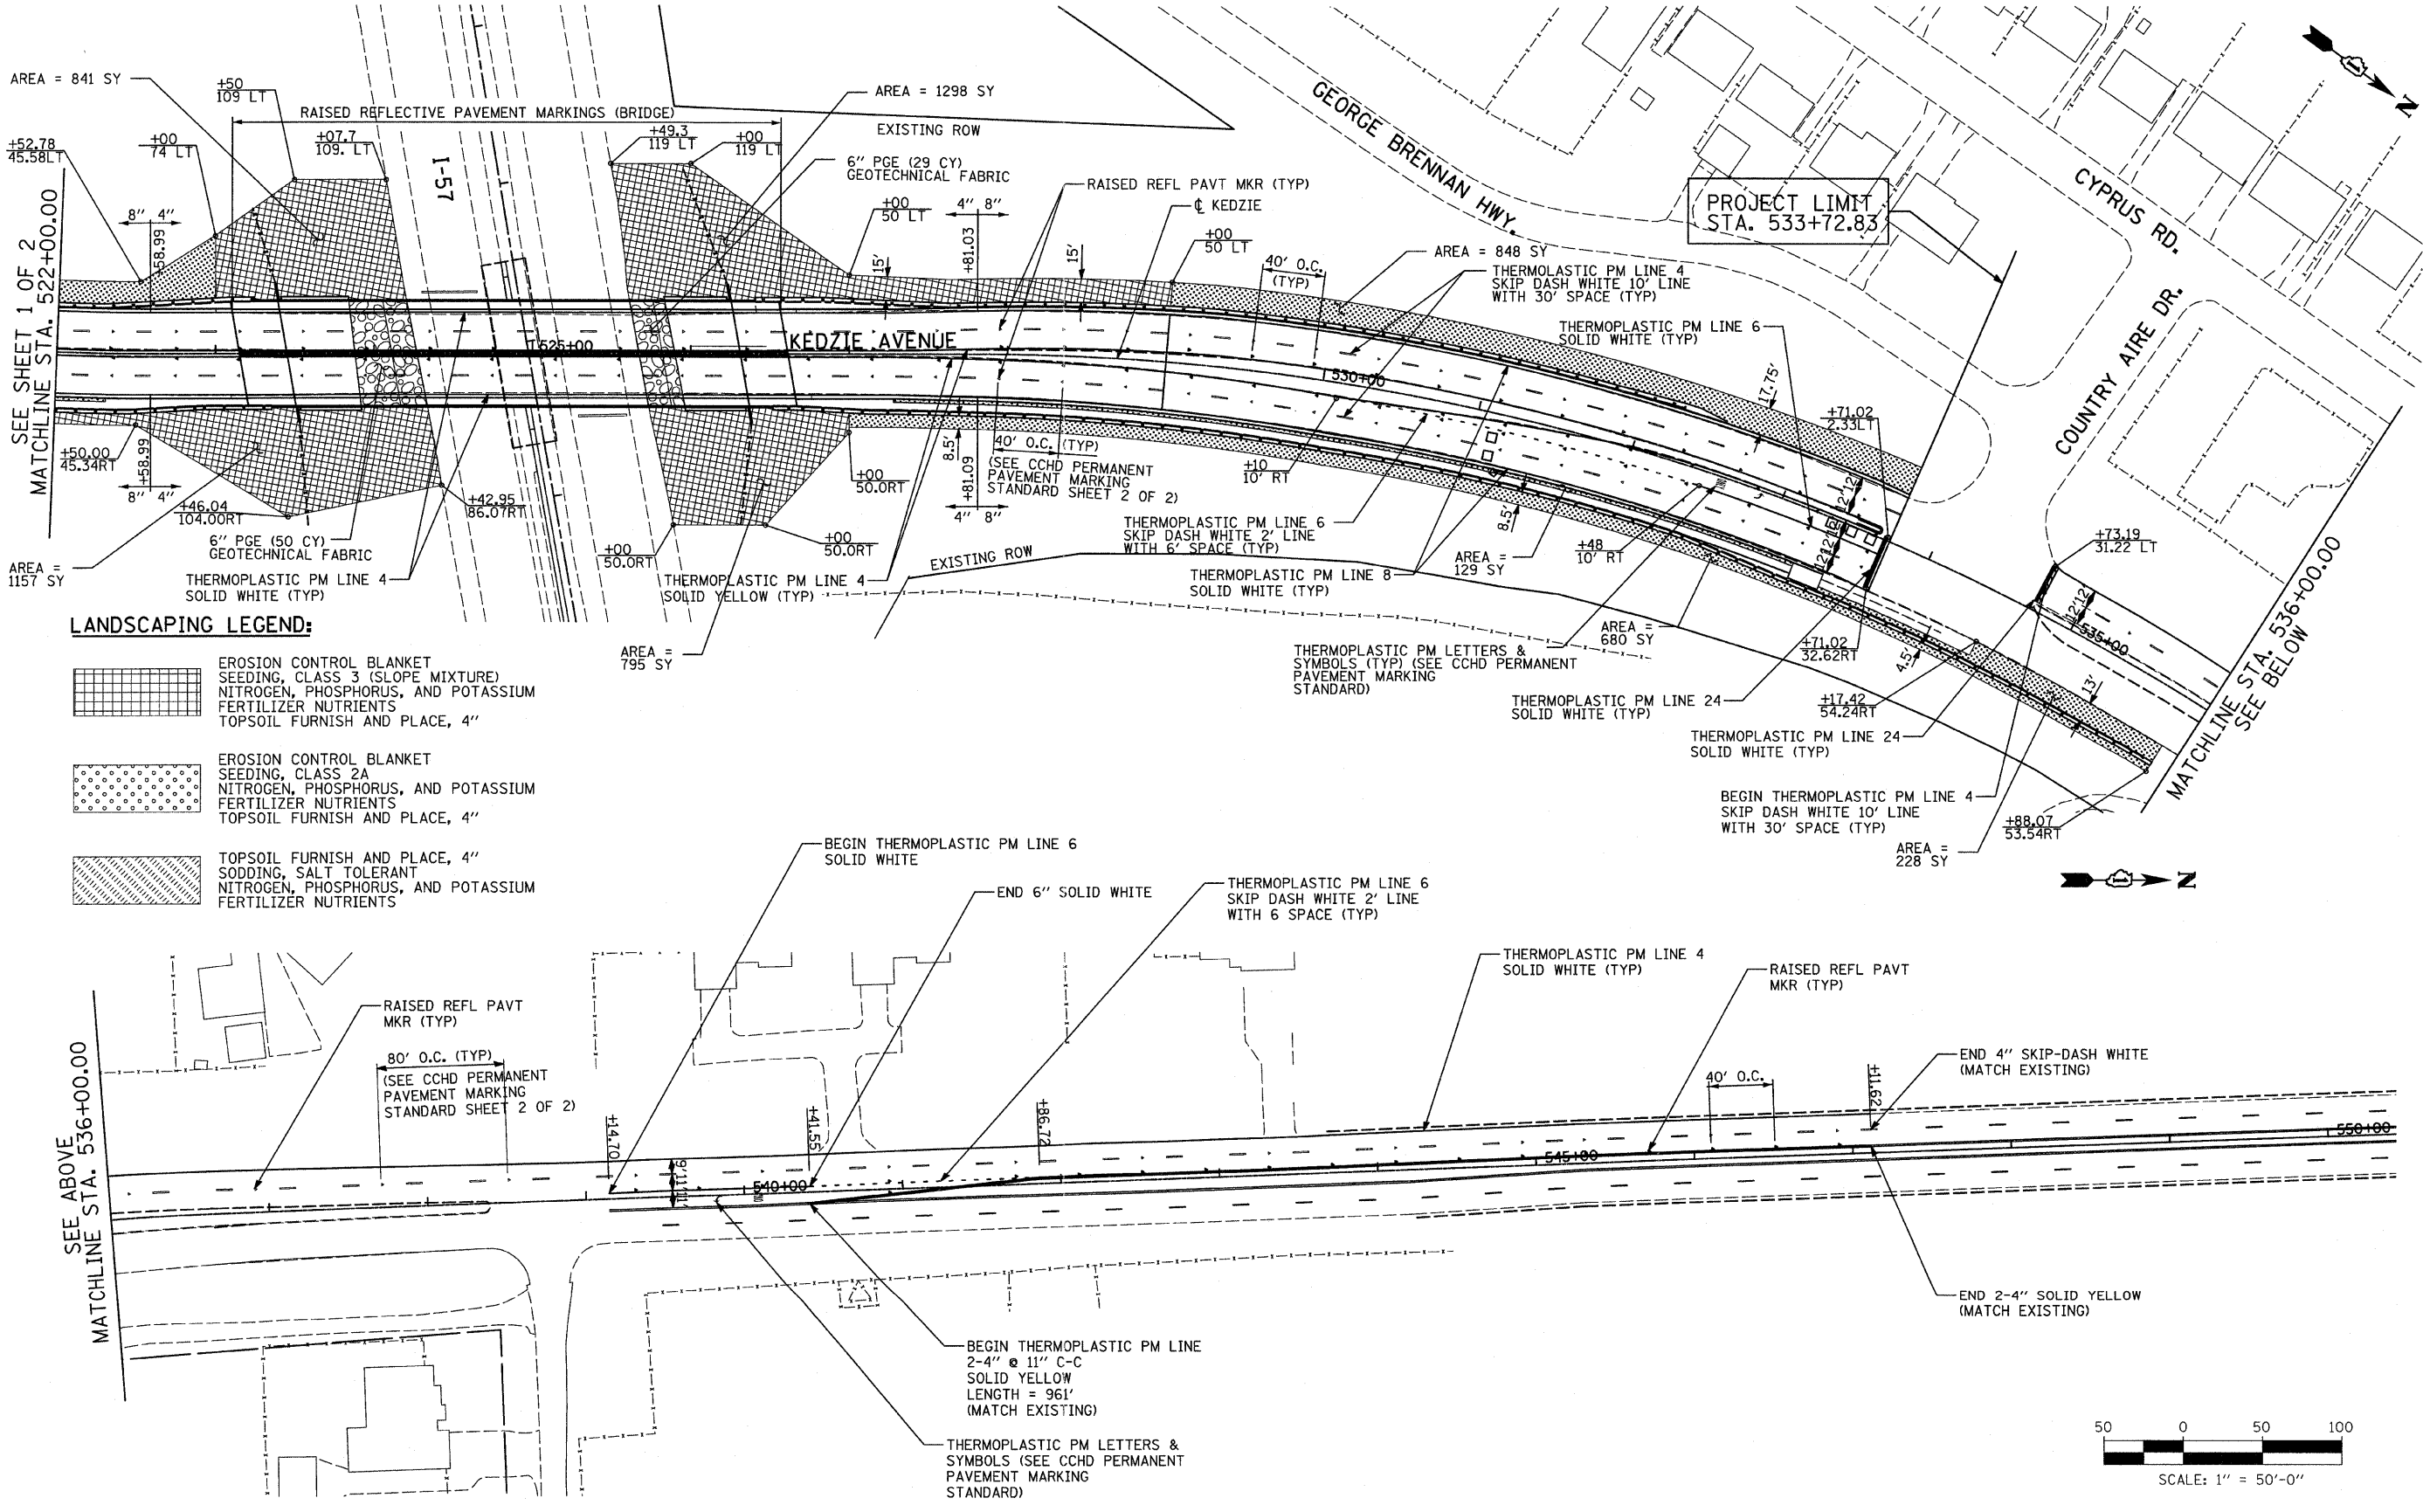 AREA = 841 SY
+50
109 LT
RAISED REFLECTIVE PAVEMENT MARKINGS (BRIDGE)
AREA = 1298 SY
EXISTING ROW
+52.78
45.58LT
+00
74 LT
+07.7
109. LT
I-57
+49.3
119 LT
+00
119 LT
6" PGE (29 CY)
GEOTECHNICAL FABRIC
RAISED REFL PAVT MKR (TYP)
℄ KEDZIE
+00
50 LT
4" 8"
+81.03
15'
15'
+00
50 LT
8" 4"
+58.99
40' O.C.
(TYP)
AREA = 848 SY
THERMOLASTIC PM LINE 4
SKIP DASH WHITE 10' LINE
WITH 30' SPACE (TYP)
THERMOPLASTIC PM LINE 6
SOLID WHITE (TYP)
GEORGE BRENNAN HWY.
PROJECT LIMIT
STA. 533+72.83
CYPRUS RD.
COUNTRY AIRE DR.
N
SEE SHEET 1 OF 2
MATCHLINE STA. 522+00.00
525+00
KEDZIE AVENUE
530+00
17.75'
+71.02
2.33LT
12' 12'
12' 12' 12'
+50.00
45.34RT
+58.99
8" 4"
+46.04
104.00RT
+42.95
86.07RT
6" PGE (50 CY)
GEOTECHNICAL FABRIC
AREA =
1157 SY
THERMOPLASTIC PM LINE 4
SOLID WHITE (TYP)
+00
50.0RT
+00
50.0RT
+00
50.0RT
THERMOPLASTIC PM LINE 4
SOLID YELLOW (TYP)
AREA =
795 SY
8.5'
+81.09
4" 8"
40' O.C. (TYP)
(SEE CCHD PERMANENT
PAVEMENT MARKING
STANDARD SHEET 2 OF 2)
+10
10' RT
THERMOPLASTIC PM LINE 6
SKIP DASH WHITE 2' LINE
WITH 6' SPACE (TYP)
EXISTING ROW
THERMOPLASTIC PM LINE 8
SOLID WHITE (TYP)
8.5'
AREA =
129 SY
+48
10' RT
AREA =
680 SY
THERMOPLASTIC PM LETTERS &
SYMBOLS (TYP) (SEE CCHD PERMANENT
PAVEMENT MARKING
STANDARD)
+71.02
32.62RT
4.5'
THERMOPLASTIC PM LINE 24
SOLID WHITE (TYP)
+17.42
54.24RT
THERMOPLASTIC PM LINE 24
SOLID WHITE (TYP)
+73.19
31.22 LT
12' 12'
535+00
13'
BEGIN THERMOPLASTIC PM LINE 4
SKIP DASH WHITE 10' LINE
WITH 30' SPACE (TYP)
AREA =
228 SY
+88.07
53.54RT
MATCHLINE STA. 536+00.00
SEE BELOW
N
LANDSCAPING LEGEND:
EROSION CONTROL BLANKET
SEEDING, CLASS 3 (SLOPE MIXTURE)
NITROGEN, PHOSPHORUS, AND POTASSIUM
FERTILIZER NUTRIENTS
TOPSOIL FURNISH AND PLACE, 4"
EROSION CONTROL BLANKET
SEEDING, CLASS 2A
NITROGEN, PHOSPHORUS, AND POTASSIUM
FERTILIZER NUTRIENTS
TOPSOIL FURNISH AND PLACE, 4"
TOPSOIL FURNISH AND PLACE, 4"
SODDING, SALT TOLERANT
NITROGEN, PHOSPHORUS, AND POTASSIUM
FERTILIZER NUTRIENTS
BEGIN THERMOPLASTIC PM LINE 6
SOLID WHITE
END 6" SOLID WHITE
THERMOPLASTIC PM LINE 6
SKIP DASH WHITE 2' LINE
WITH 6 SPACE (TYP)
THERMOPLASTIC PM LINE 4
SOLID WHITE (TYP)
RAISED REFL PAVT
MKR (TYP)
SEE ABOVE
MATCHLINE STA. 536+00.00
RAISED REFL PAVT
MKR (TYP)
80' O.C. (TYP)
(SEE CCHD PERMANENT
PAVEMENT MARKING
STANDARD SHEET 2 OF 2)
+14.70
+41.55
+86.72
9' 11' 11'
540+00
40' O.C.
+11.62
END 4" SKIP-DASH WHITE
(MATCH EXISTING)
545+00
550+00
END 2-4" SOLID YELLOW
(MATCH EXISTING)
BEGIN THERMOPLASTIC PM LINE
2-4" @ 11" C-C
SOLID YELLOW
LENGTH = 961'
(MATCH EXISTING)
THERMOPLASTIC PM LETTERS &
SYMBOLS (SEE CCHD PERMANENT
PAVEMENT MARKING
STANDARD)
50 0 50 100
SCALE: 1" = 50'-0"